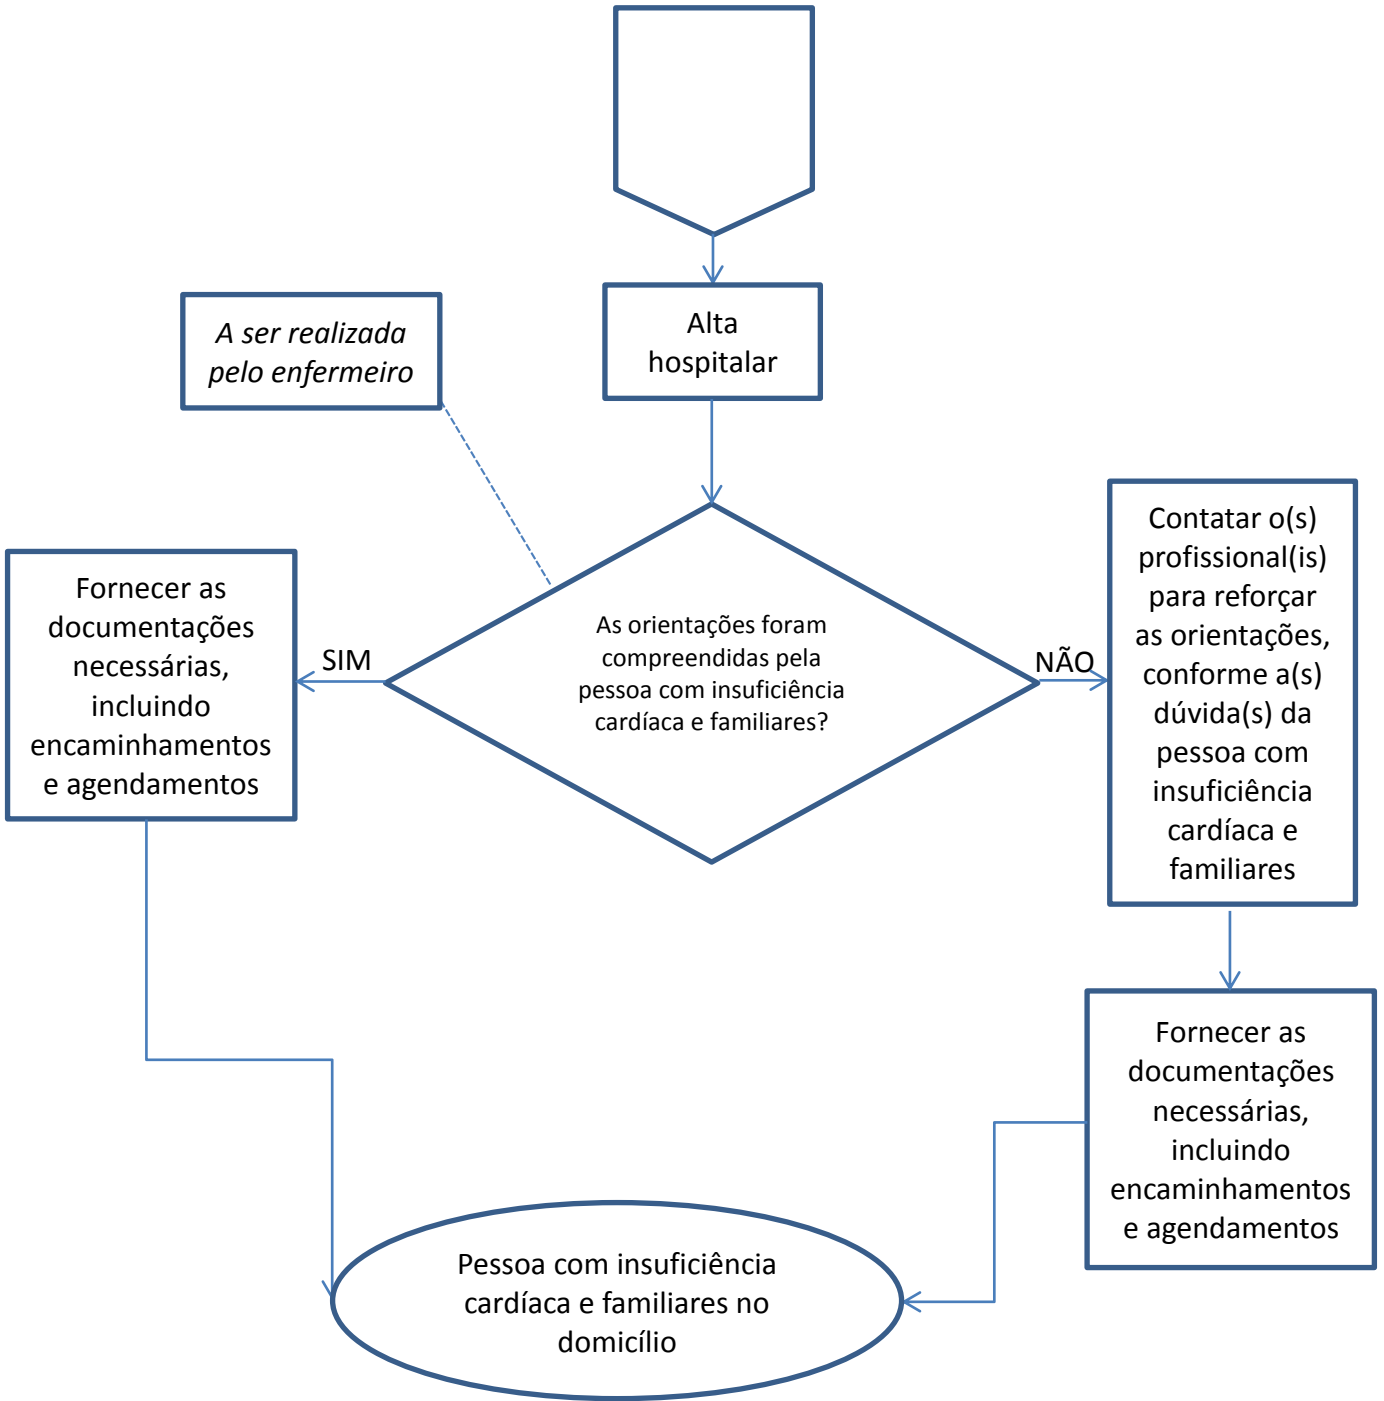 Alta
hospitalar
A ser realizada
pelo enfermeiro
As orientações foram
compreendidas pela
pessoa com insuficiência
cardíaca e familiares?
SIM
NÃO
Fornecer as
documentações
necessárias,
incluindo
encaminhamentos
e agendamentos
Contatar o(s)
profissional(is)
para reforçar
as orientações,
conforme a(s)
dúvida(s) da
pessoa com
insuficiência
cardíaca e
familiares
Fornecer as
documentações
necessárias,
incluindo
encaminhamentos
e agendamentos
Pessoa com insuficiência
cardíaca e familiares no
domicílio